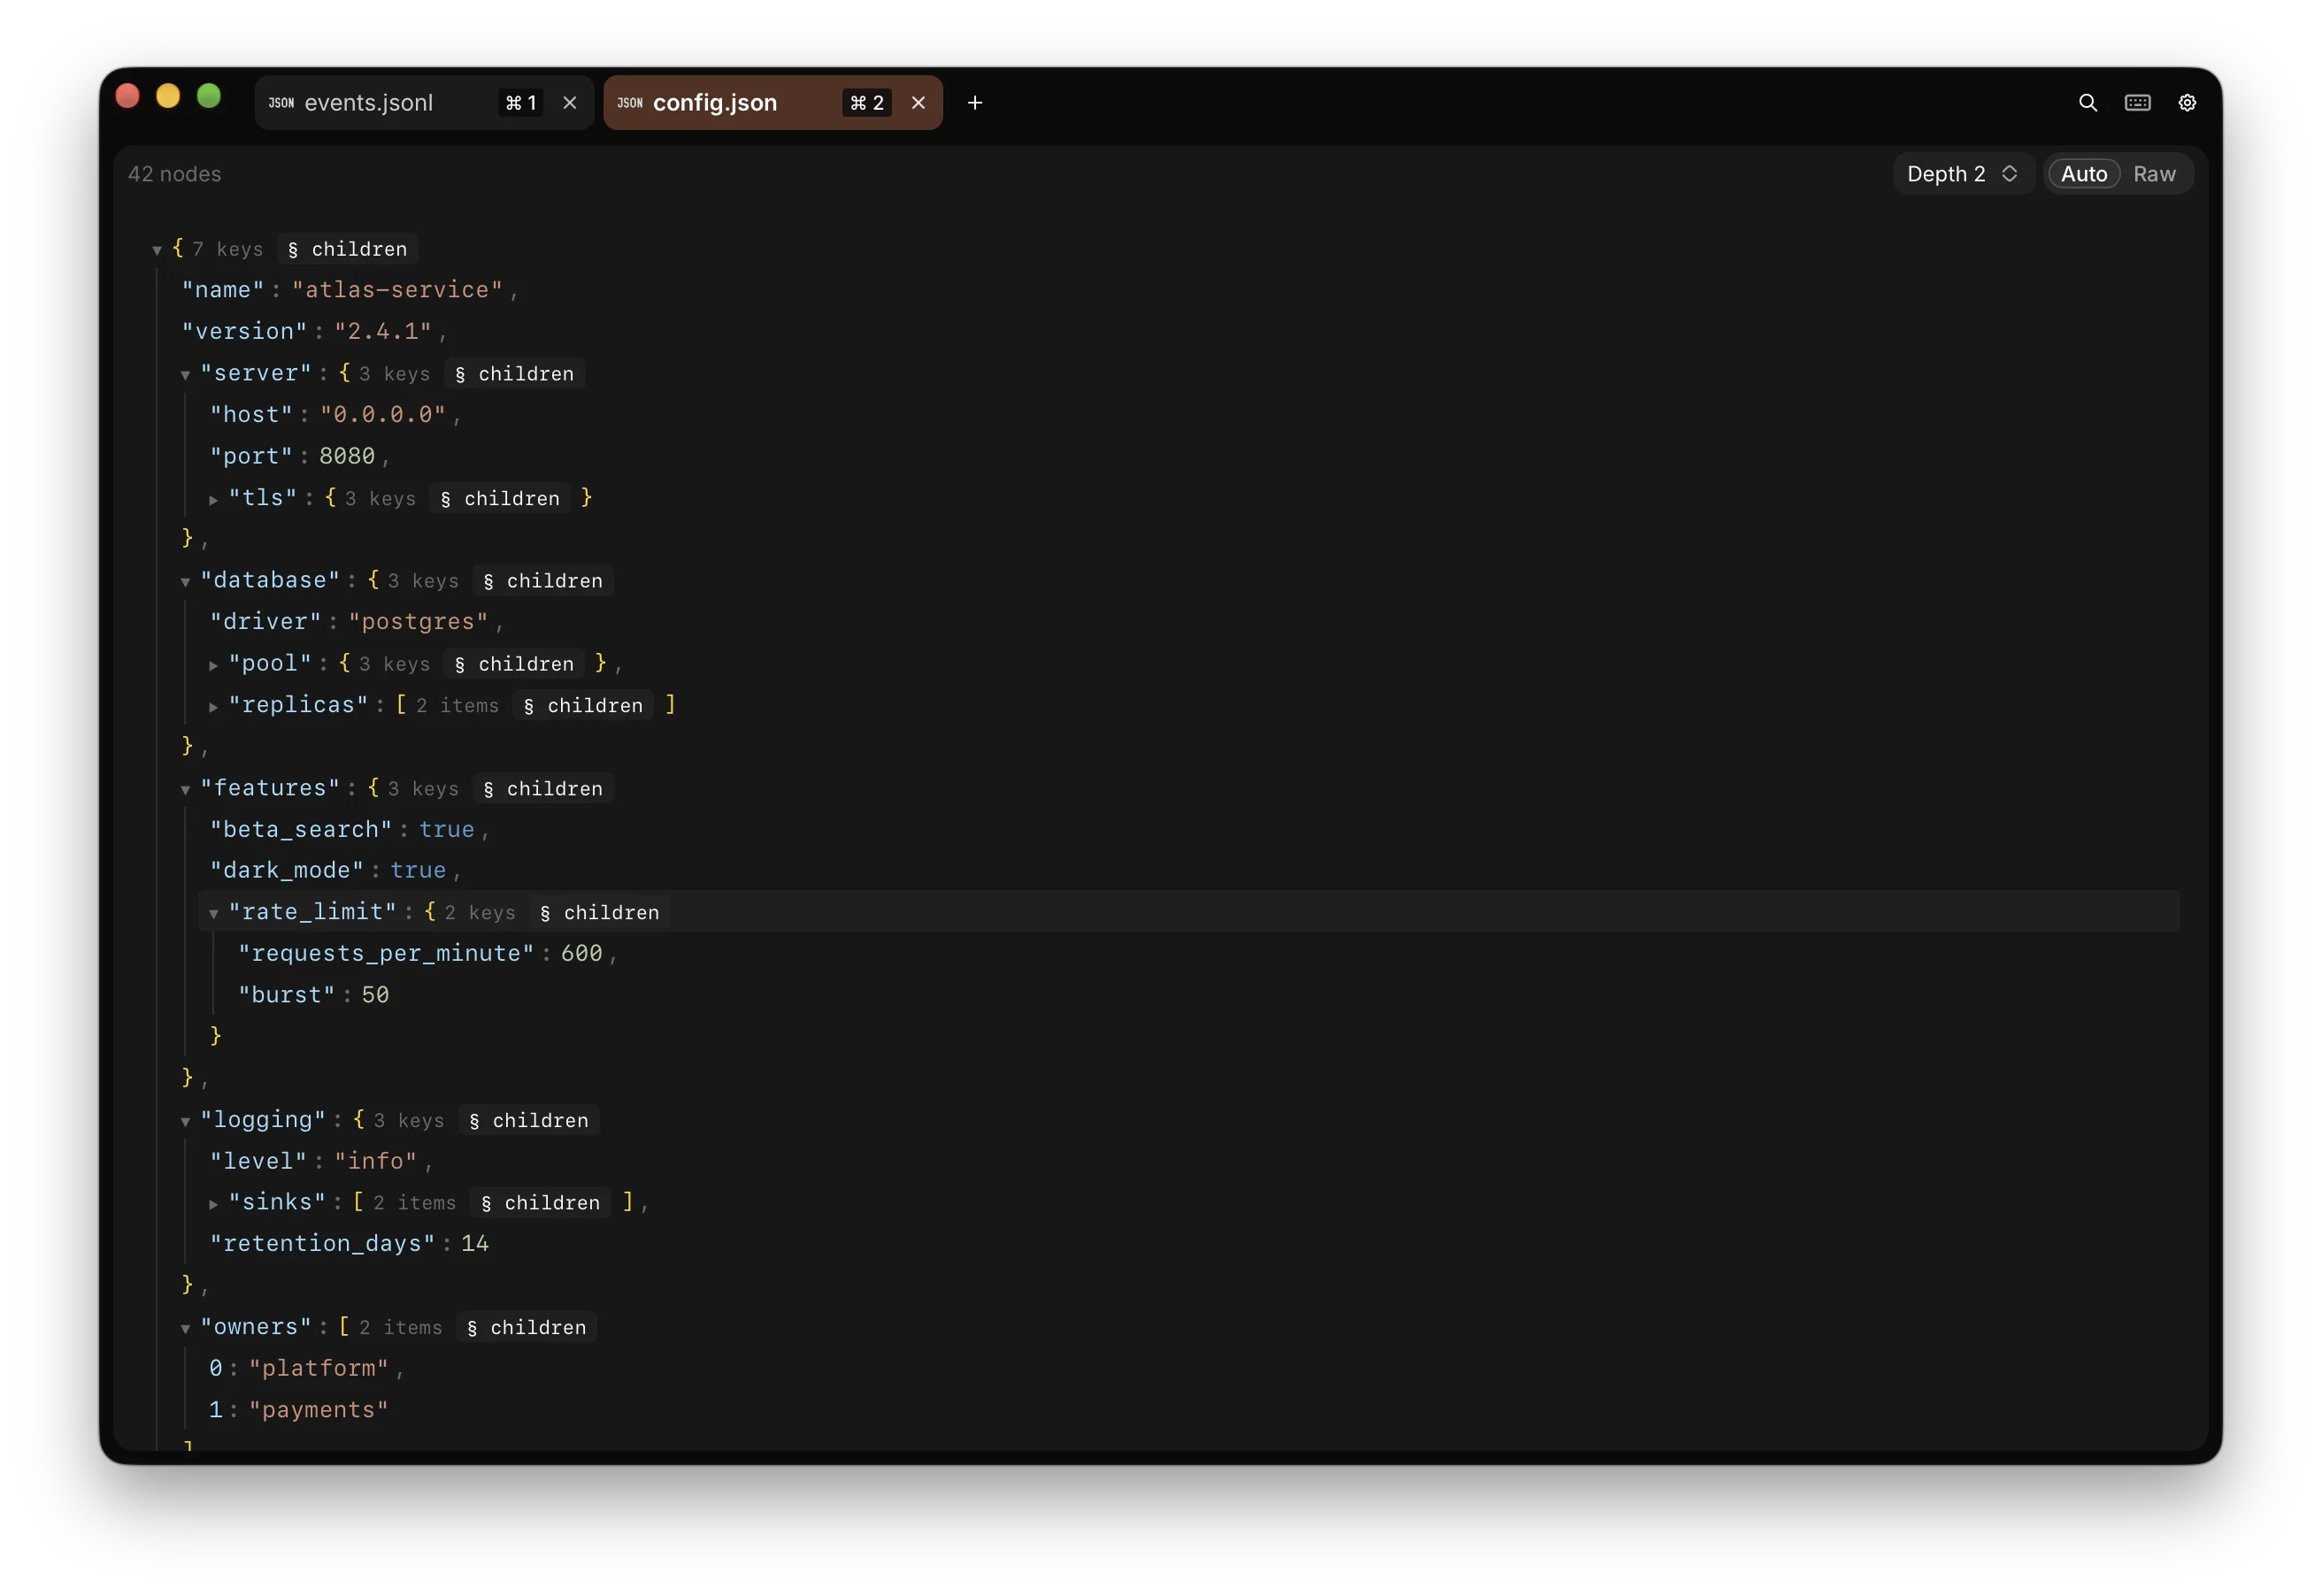 JSON events.jsonl ⌘ 1 × JSON config.json ⌘ 2 × +
42 nodes Depth 2 Auto Raw
▼ { 7 keys § children
"name" : "atlas-service" ,
"version" : "2.4.1" ,
▼ "server" : { 3 keys § children
"host" : "0.0.0.0" ,
"port" : 8080 ,
▶ "tls" : { 3 keys § children }
} ,
▼ "database" : { 3 keys § children
"driver" : "postgres" ,
▶ "pool" : { 3 keys § children } ,
▶ "replicas" : [ 2 items § children ]
} ,
▼ "features" : { 3 keys § children
"beta_search" : true ,
"dark_mode" : true ,
▼ "rate_limit" : { 2 keys § children
"requests_per_minute" : 600 ,
"burst" : 50
}
} ,
▼ "logging" : { 3 keys § children
"level" : "info" ,
▶ "sinks" : [ 2 items § children ] ,
"retention_days" : 14
} ,
▼ "owners" : [ 2 items § children
0 : "platform" ,
1 : "payments"
]